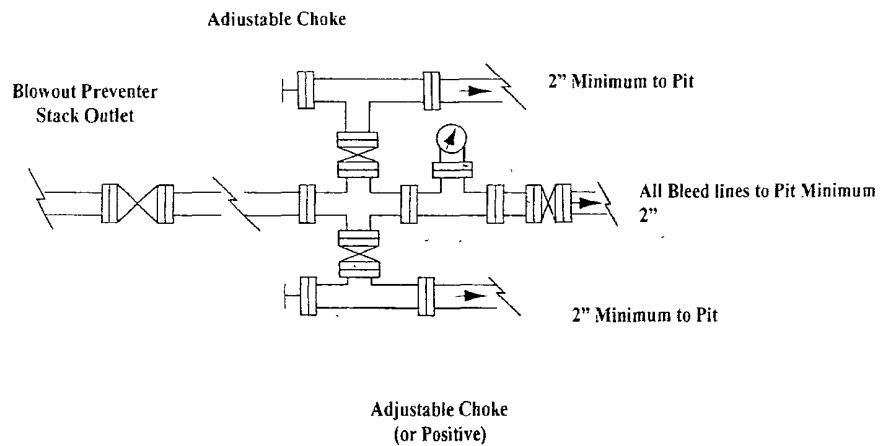 Adjustable Choke
2” Minimum to Pit
Blowout Preventer
Stack Outlet
All Bleed lines to Pit Minimum
2”
2” Minimum to Pit
Adjustable Choke
(or Positive)